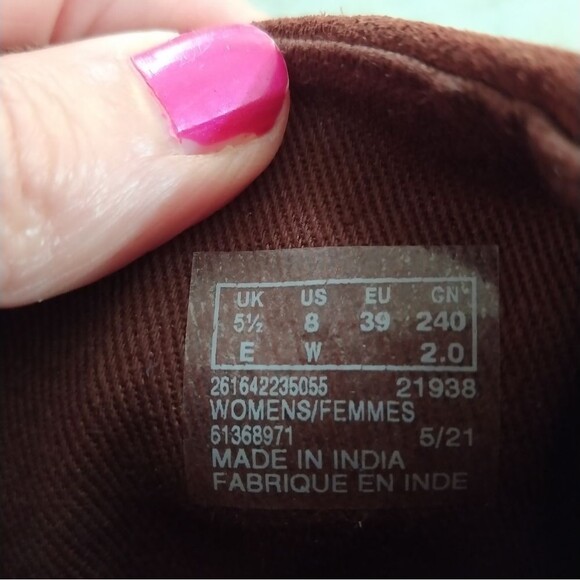 UK US EU GN
5½ 8 39 240
E W 2.0
261642235055 21938
WOMENS/FEMMES
61368971 5/21
MADE IN INDIA
FABRIQUE EN INDE